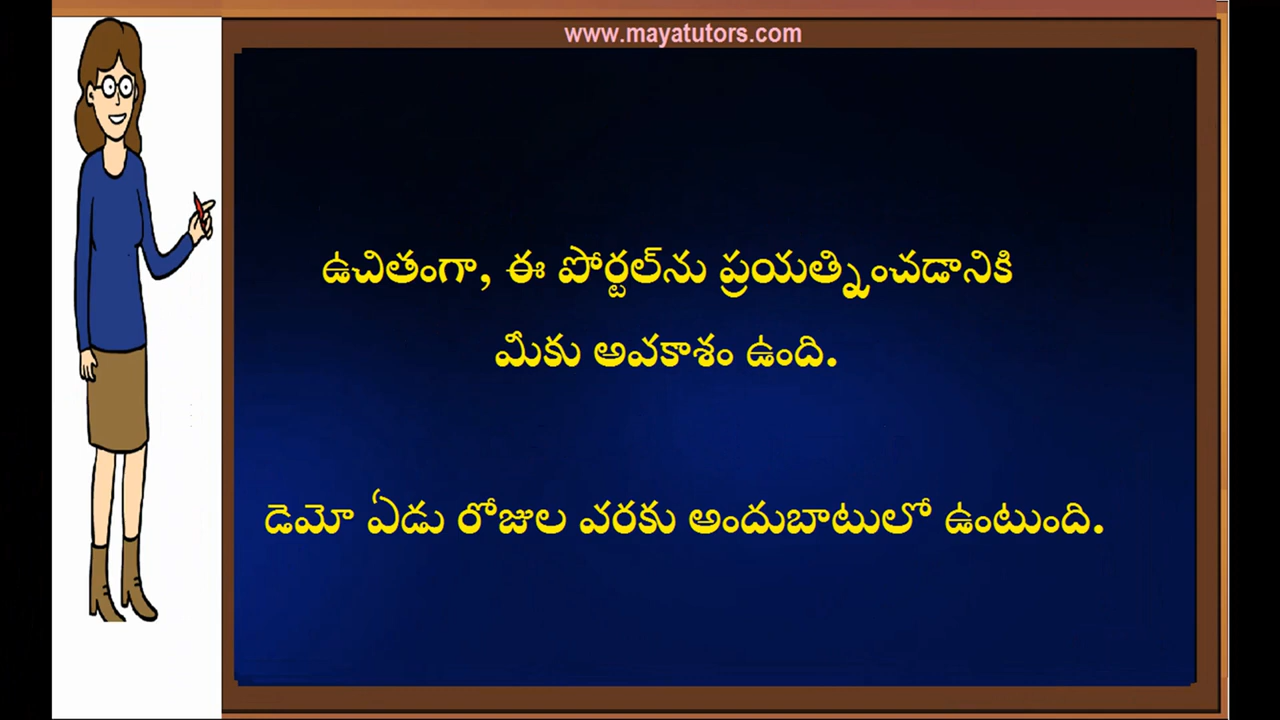 www.mayatutors.com
ఉచితంగా, ఈ పోర్టల్‌ను ప్రయత్నించడానికి
మీకు అవకాశం ఉంది.
డెమో ఏడు రోజుల వరకు అందుబాటులో ఉంటుంది.